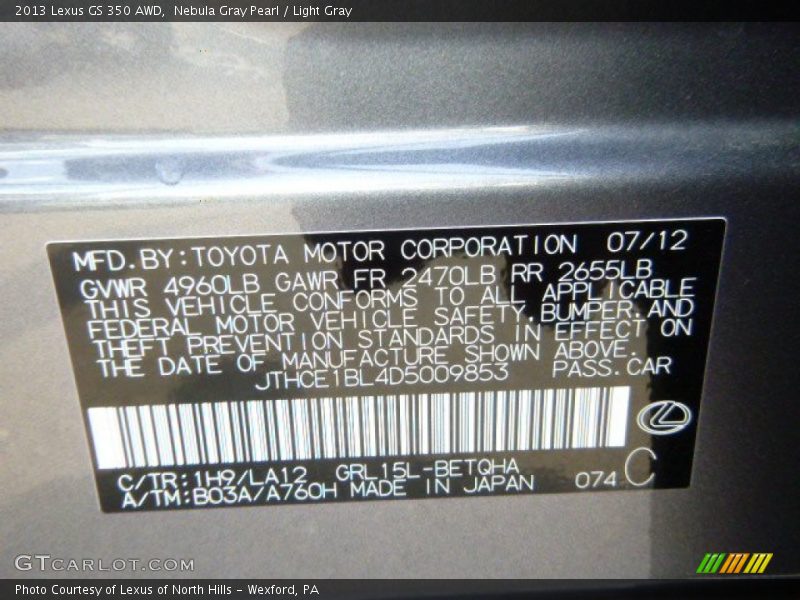 2013 Lexus GS 350 AWD, Nebula Gray Pearl / Light Gray
MFD.BY:TOYOTA MOTOR CORPORATION 07/12
GVWR 4960LB GAWR FR 2470LB RR 2655LB
THIS VEHICLE CONFORMS TO ALL APPLICABLE
FEDERAL MOTOR VEHICLE SAFETY,BUMPER,AND
THEFT PREVENTION STANDARDS IN EFFECT ON
THE DATE OF MANUFACTURE SHOWN ABOVE.
JTHCE1BL4D5009853 PASS.CAR
C/TR:1H9/LA12 GRL15L-BETQHA
A/TM:B03A/A760H MADE IN JAPAN 074 C
GTCARLOT.COM
Photo Courtesy of Lexus of North Hills - Wexford, PA